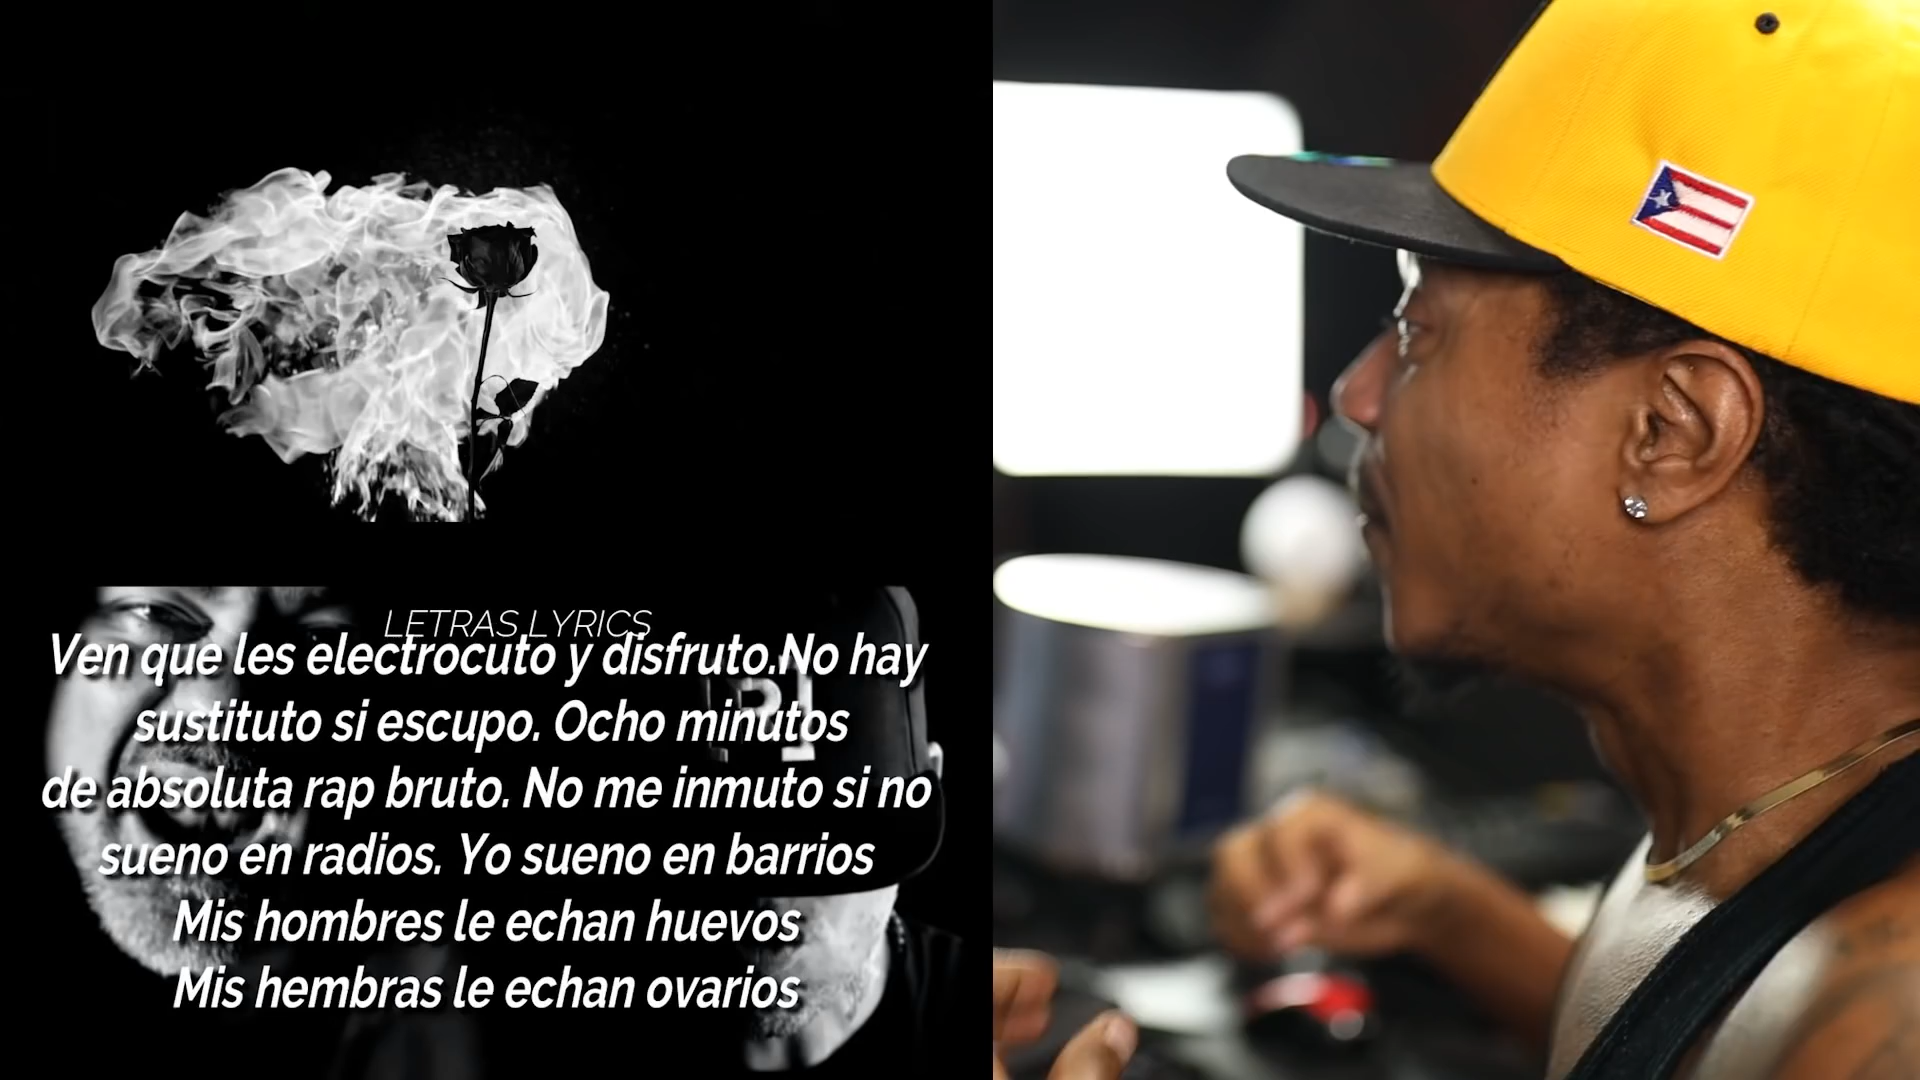 LETRAS LYRICS
Ven que les electrocuto y disfruto.No hay
sustituto si escupo. Ocho minutos
de absoluta rap bruto. No me inmuto si no
sueno en radios. Yo sueno en barrios
Mis hombres le echan huevos
Mis hembras le echan ovarios